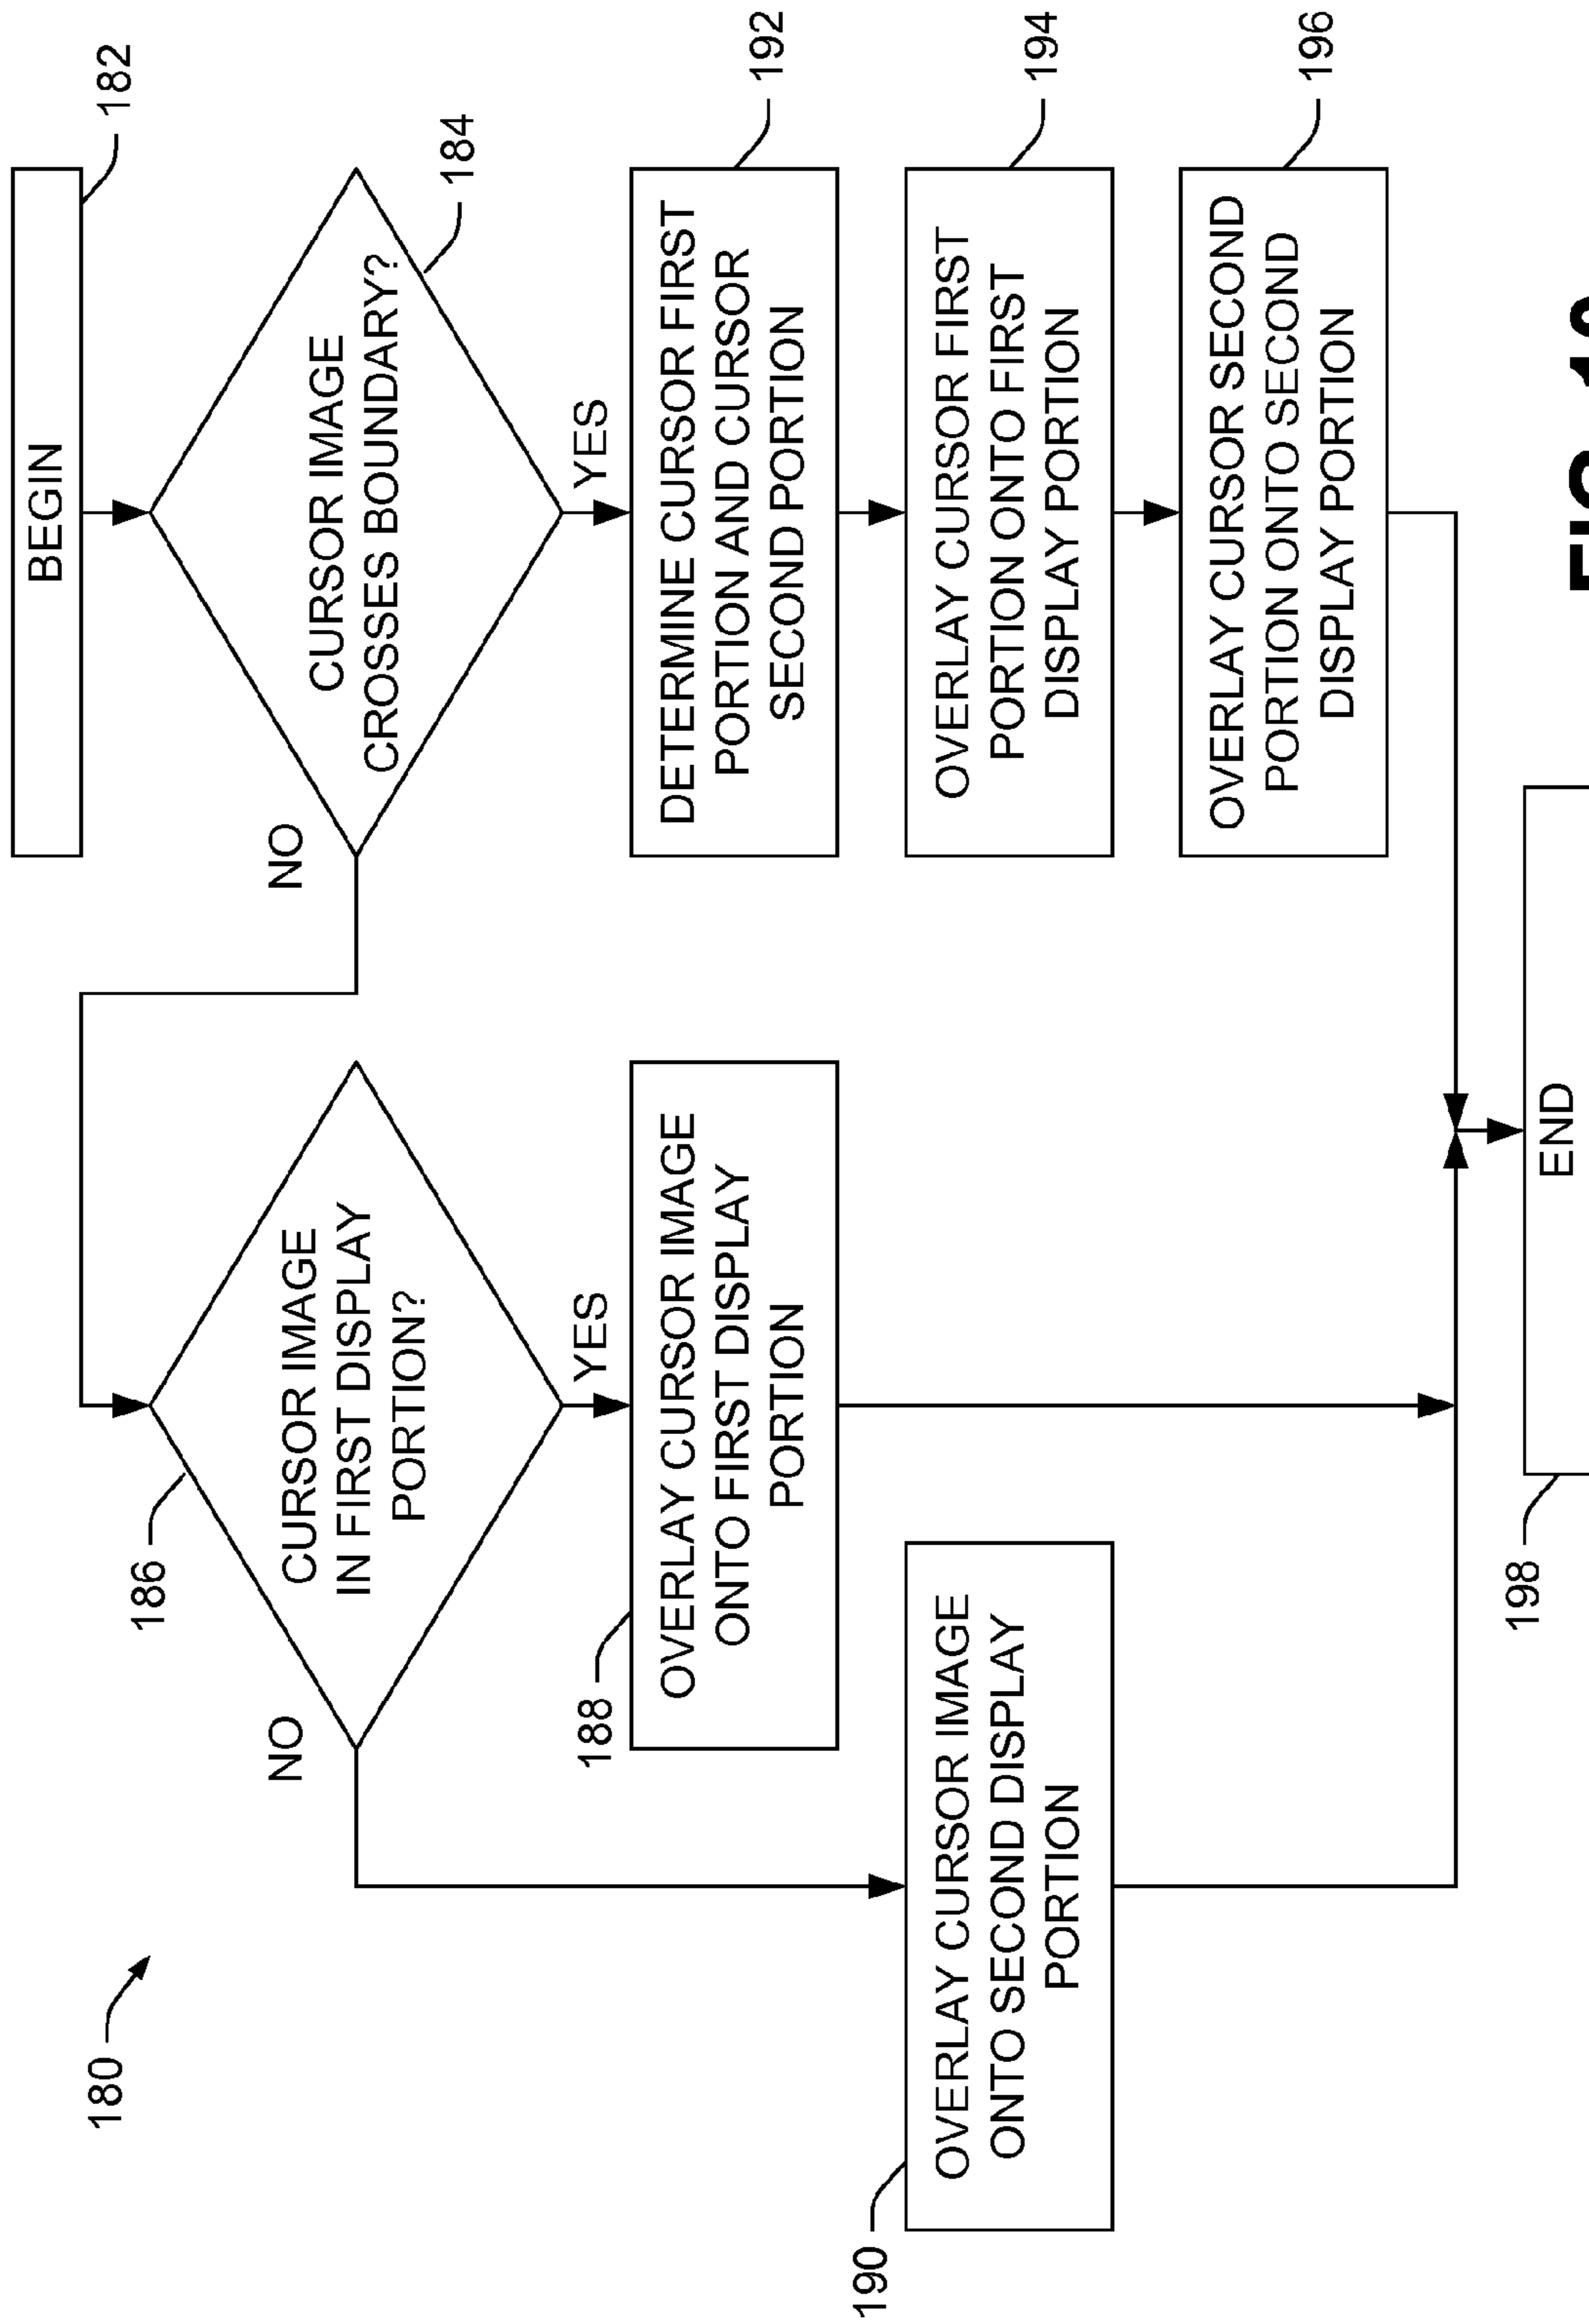 180
BEGIN
182
CURSOR IMAGE
CROSSES BOUNDARY?
184
NO
YES
186
CURSOR IMAGE
IN FIRST DISPLAY
PORTION?
NO
YES
188
OVERLAY CURSOR IMAGE
ONTO FIRST DISPLAY
PORTION
190
OVERLAY CURSOR IMAGE
ONTO SECOND DISPLAY
PORTION
DETERMINE CURSOR FIRST
PORTION AND CURSOR
SECOND PORTION
192
OVERLAY CURSOR FIRST
PORTION ONTO FIRST
DISPLAY PORTION
194
OVERLAY CURSOR SECOND
PORTION ONTO SECOND
DISPLAY PORTION
196
198
END